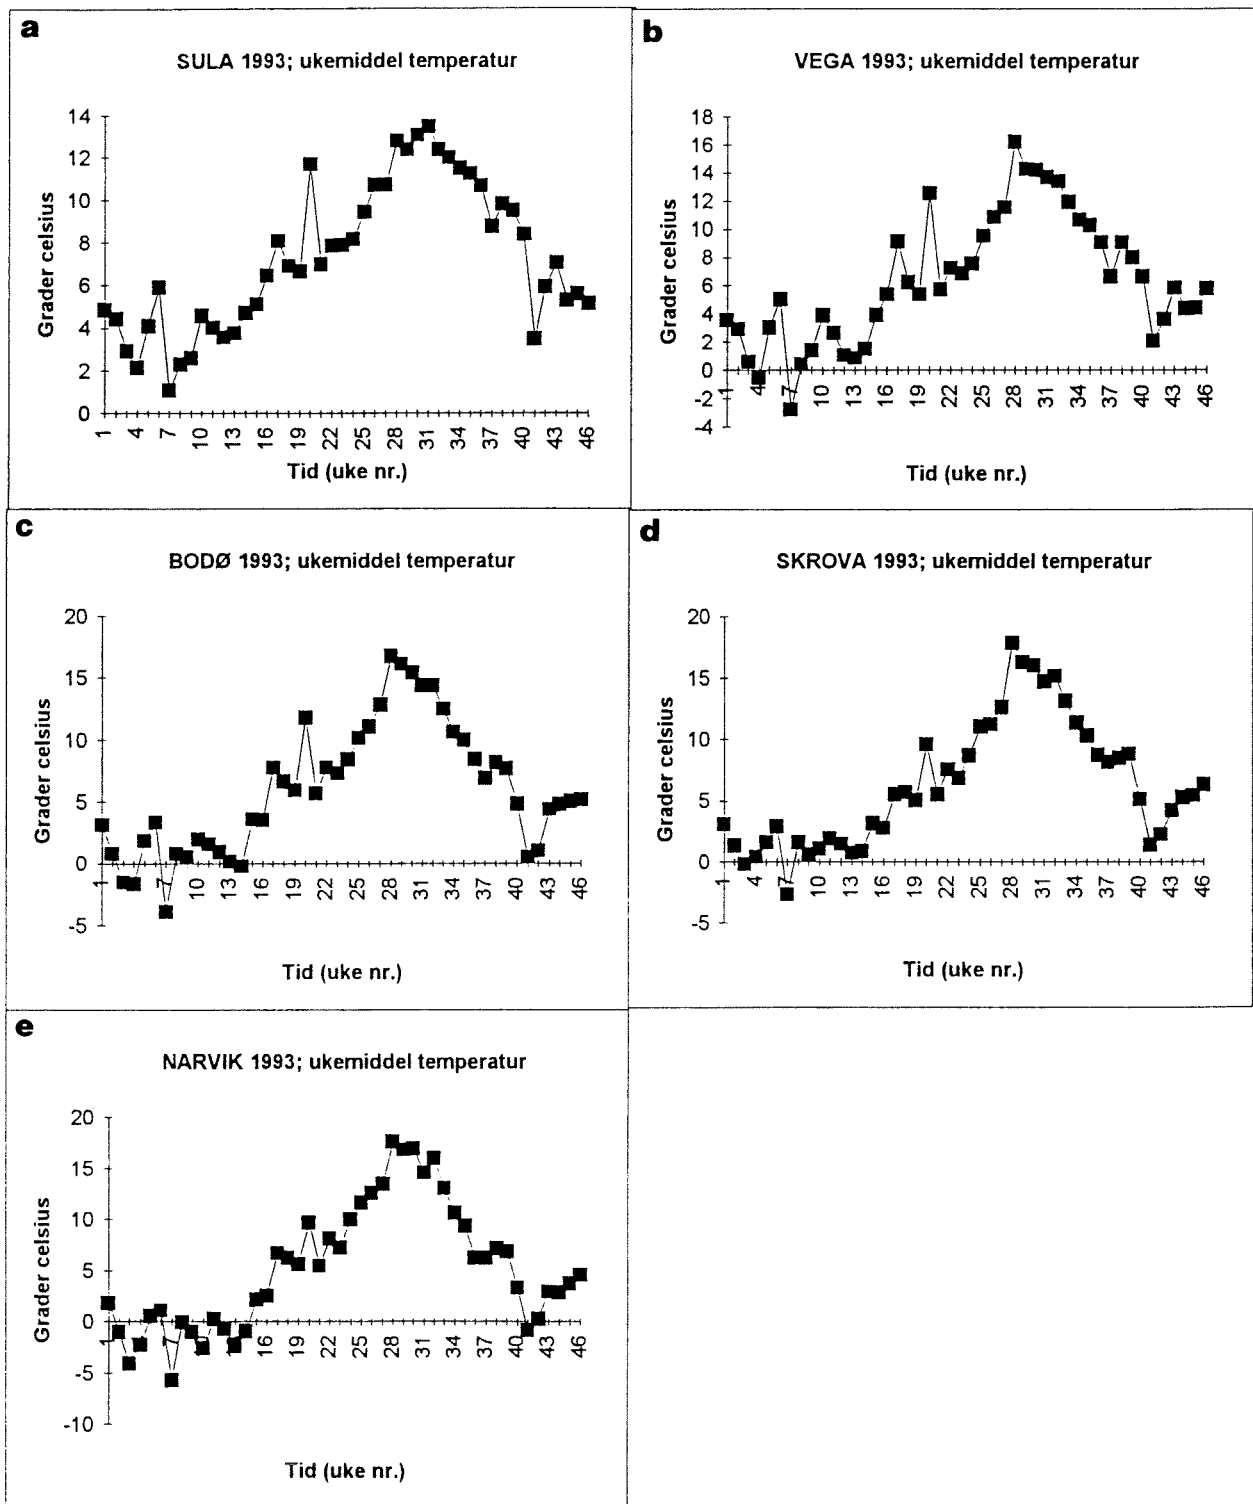 a
SULA 1993; ukemiddel temperatur
Grader celsius
14
12
10
8
6
4
2
0
1 4 7 10 13 16 19 22 25 28 31 34 37 40 43 46
Tid (uke nr.)
b
VEGA 1993; ukemiddel temperatur
Grader celsius
18
16
14
12
10
8
6
4
2
0
-2
-4
1 4 7 10 13 16 19 22 25 28 31 34 37 40 43 46
Tid (uke nr.)
c
BODØ 1993; ukemiddel temperatur
Grader celsius
20
15
10
5
0
-5
1 4 7 10 13 16 19 22 25 28 31 34 37 40 43 46
Tid (uke nr.)
d
SKROVA 1993; ukemiddel temperatur
Grader celsius
20
15
10
5
0
-5
1 4 7 10 13 16 19 22 25 28 31 34 37 40 43 46
Tid (uke nr.)
e
NARVIK 1993; ukemiddel temperatur
Grader celsius
20
15
10
5
0
-5
-10
16 19 22 25 28 31 34 37 40 43 46
Tid (uke nr.)